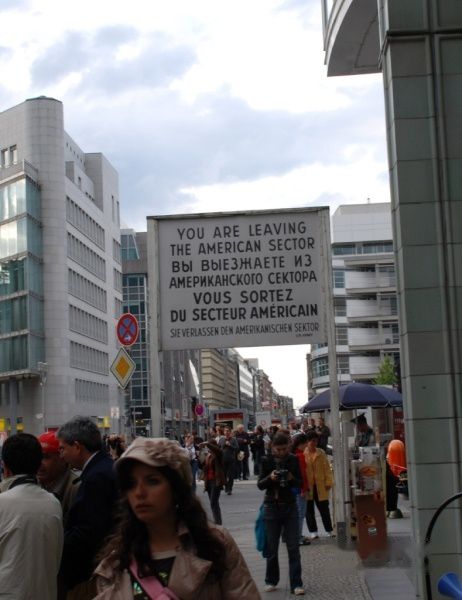 YOU ARE LEAVING
THE AMERICAN SECTOR
ВЫ ВЫЕЗЖАЕТЕ ИЗ
АМЕРИКАНСКОГО СЕКТОРА
VOUS SORTEZ
DU SECTEUR AMÉRICAIN
SIE VERLASSEN DEN AMERIKANISCHEN SEKTOR